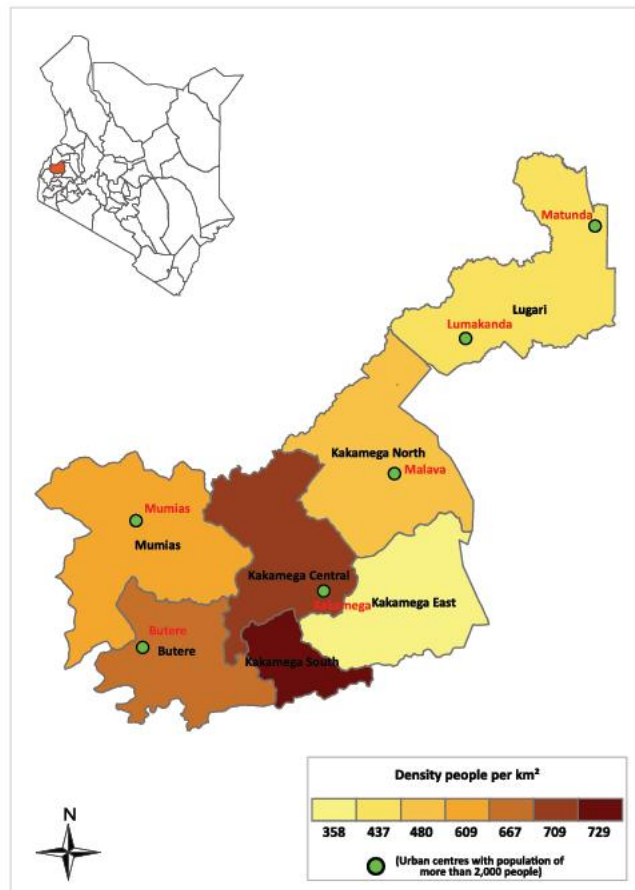 Matunda
Lugari
Lumakanda
Kakamega North
Malava
Mumias
Mumias
Kakamega Central
Kakamega
Kakamega East
Butere
Butere
Kakamega South
N
Density people per km²
358 437 480 609 667 709 729
(Urban centres with population of
more than 2,000 people)